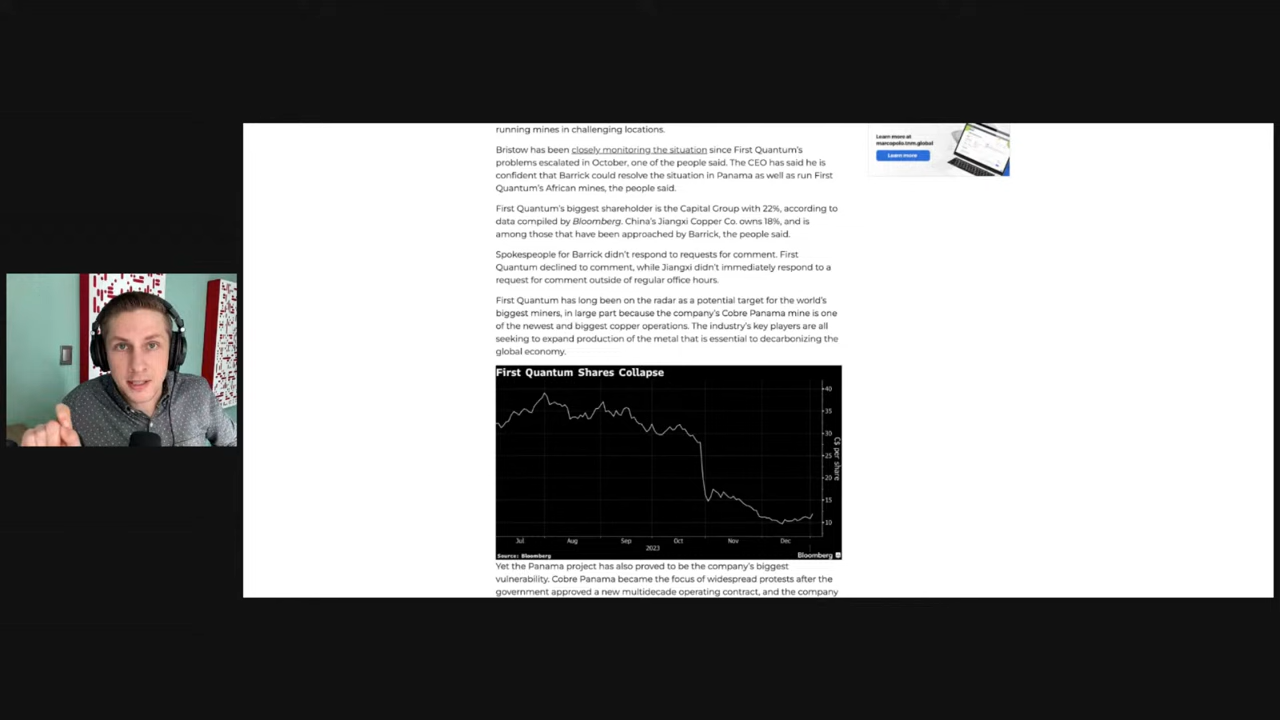 running mines in challenging locations.
Bristow has been closely monitoring the situation since First Quantum's
problems escalated in October, one of the people said. The CEO has said he is
confident that Barrick could resolve the situation in Panama as well as run First
Quantum's African mines, the people said.
First Quantum's biggest shareholder is the Capital Group with 22%, according to
data compiled by Bloomberg. China's Jiangxi Copper Co. owns 18%, and is
among those that have been approached by Barrick, the people said.
Spokespeople for Barrick didn't respond to requests for comment. First
Quantum declined to comment, while Jiangxi didn't immediately respond to a
request for comment outside of regular office hours.
First Quantum has long been on the radar as a potential target for the world's
biggest miners, in large part because the company's Cobre Panama mine is one
of the newest and biggest copper operations. The industry's key players are all
seeking to expand production of the metal that is essential to decarbonizing the
global economy.
First Quantum Shares Collapse
40
35
30
25
20
15
10
C$ per share
Jul Aug Sep Oct Nov Dec
2023
Source: Bloomberg
Bloomberg
Yet the Panama project has also proved to be the company's biggest
vulnerability. Cobre Panama became the focus of widespread protests after the
government approved a new multidecade operating contract, and the company
Learn more at
marcopolo.tnm.global
Learn more